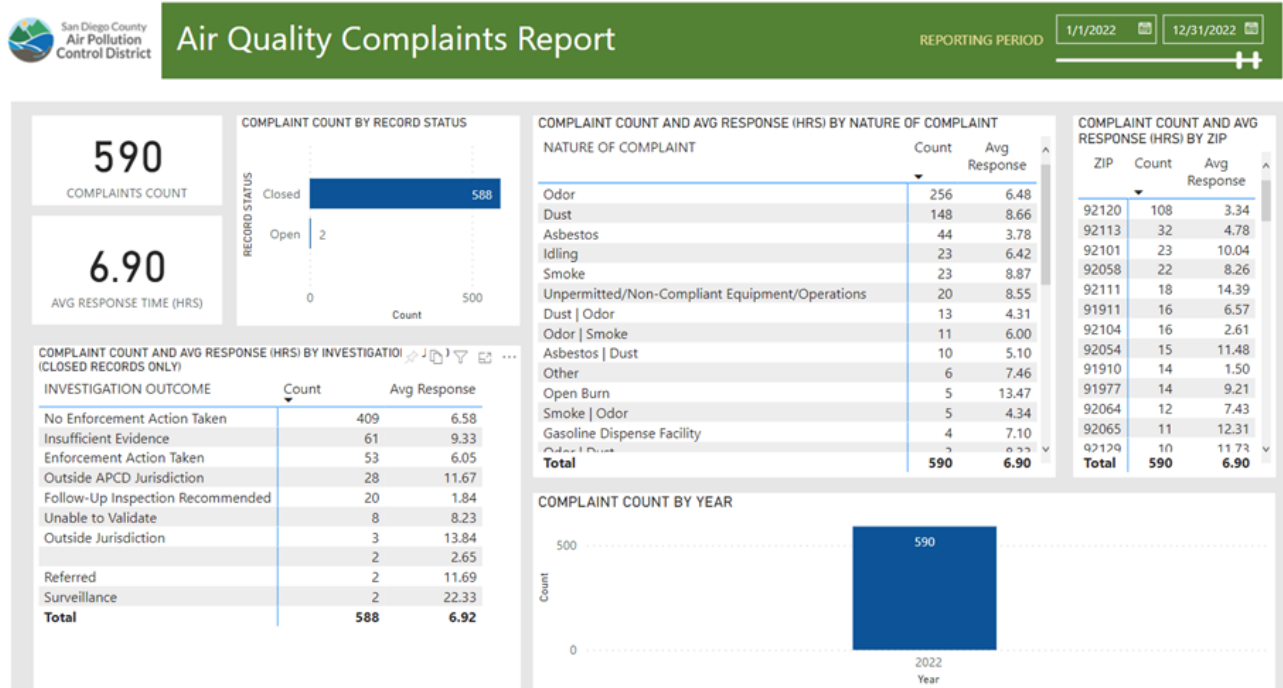 San Diego County
Air Pollution
Control District
Air Quality Complaints Report
REPORTING PERIOD
1/1/2022
12/31/2022
590
COMPLAINTS COUNT
6.90
AVG RESPONSE TIME (HRS)
COMPLAINT COUNT BY RECORD STATUS
RECORD STATUS
Closed 588
Open 2
0 500
Count
COMPLAINT COUNT AND AVG RESPONSE (HRS) BY NATURE OF COMPLAINT
NATURE OF COMPLAINT Count Avg
Response
Odor 256 6.48
Dust 148 8.66
Asbestos 44 3.78
Idling 23 6.42
Smoke 23 8.87
Unpermitted/Non-Compliant Equipment/Operations 20 8.55
Dust | Odor 13 4.31
Odor | Smoke 11 6.00
Asbestos | Dust 10 5.10
Other 6 7.46
Open Burn 5 13.47
Smoke | Odor 5 4.34
Gasoline Dispense Facility 4 7.10
Odor | Dust
Total 590 6.90
COMPLAINT COUNT AND AVG
RESPONSE (HRS) BY ZIP
ZIP Count Avg
Response
92120 108 3.34
92113 32 4.78
92101 23 10.04
92058 22 8.26
92111 18 14.39
91911 16 6.57
92104 16 2.61
92054 15 11.48
91910 14 1.50
91977 14 9.21
92064 12 7.43
92065 11 12.31
92129 10 11.73
Total 590 6.90
COMPLAINT COUNT AND AVG RESPONSE (HRS) BY
(CLOSED RECORDS ONLY)
INVESTIGATION OUTCOME Count Avg Response
No Enforcement Action Taken 409 6.58
Insufficient Evidence 61 9.33
Enforcement Action Taken 53 6.05
Outside APCD Jurisdiction 28 11.67
Follow-Up Inspection Recommended 20 1.84
Unable to Validate 8 8.23
Outside Jurisdiction 3 13.84
2 2.65
Referred 2 11.69
Surveillance 2 22.33
Total 588 6.92
COMPLAINT COUNT BY YEAR
Count
500
590
0
2022
Year